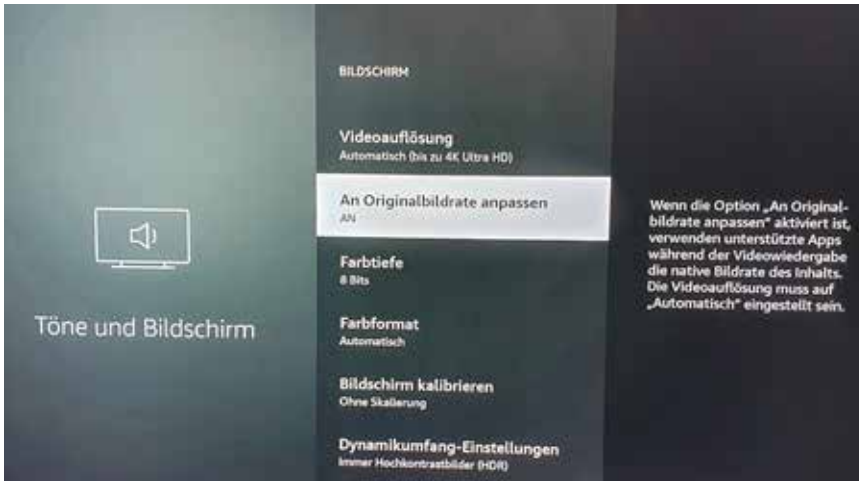 Töne und Bildschirm
BILDSCHIRM
Videoauflösung
Automatisch (bis zu 4K Ultra HD)
An Originalbildrate anpassen
AN
Farbtiefe
8 Bits
Farbformat
Automatisch
Bildschirm kalibrieren
Ohne Skalierung
Dynamikumfang-Einstellungen
Immer Hochkontrastbilder (HDR)
Wenn die Option „An Original-
bildrate anpassen“ aktiviert ist,
verwenden unterstützte Apps
während der Videowiedergabe
die native Bildrate des Inhalts.
Die Videoauflösung muss auf
„Automatisch“ eingestellt sein.